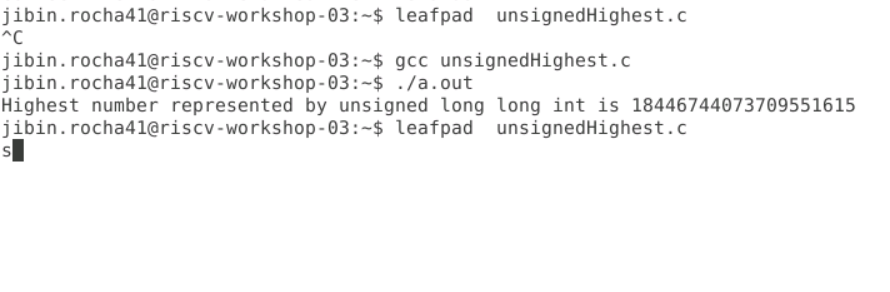 jibin.rocha41@riscv-workshop-03:~$ leafpad  unsignedHighest.c
^C
jibin.rocha41@riscv-workshop-03:~$ gcc unsignedHighest.c
jibin.rocha41@riscv-workshop-03:~$ ./a.out
Highest number represented by unsigned long long int is 18446744073709551615
jibin.rocha41@riscv-workshop-03:~$ leafpad  unsignedHighest.c
s